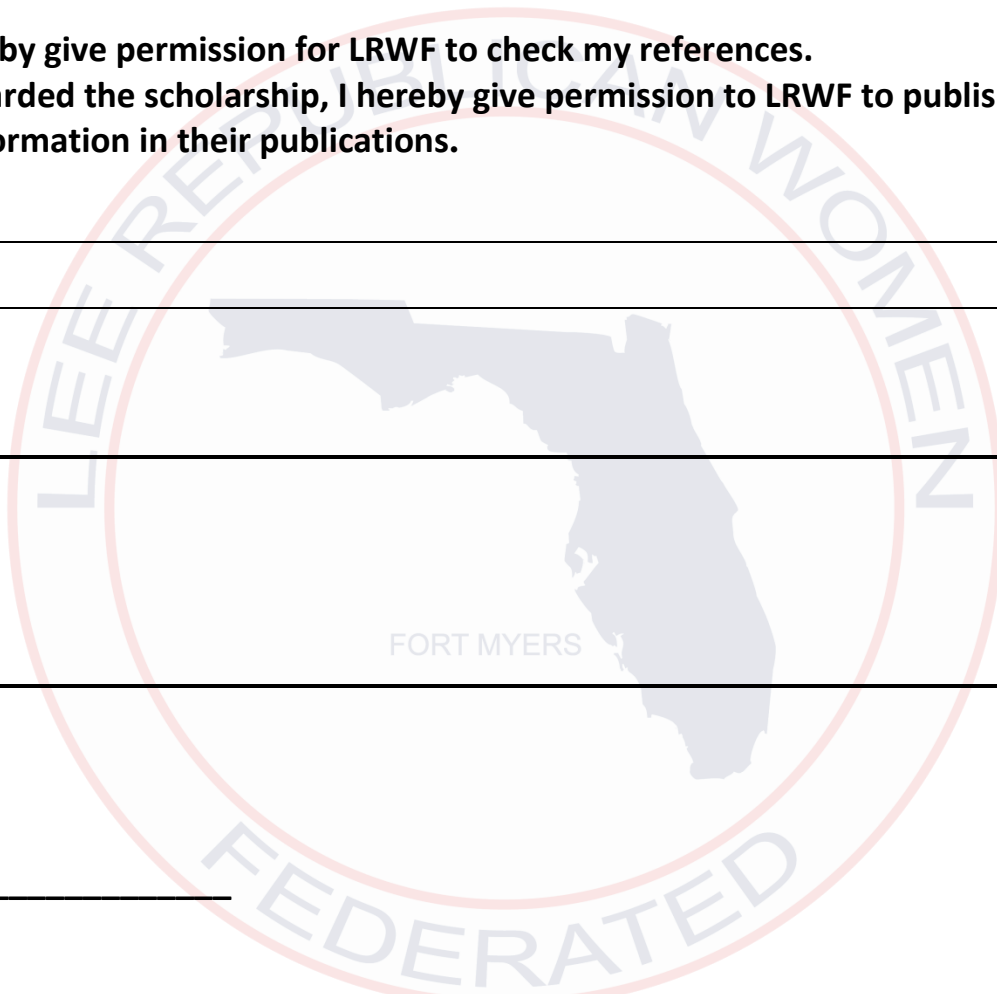 by give permission for LRWF to check my references.
arded the scholarship, I hereby give permission to LRWF to publis
ormation in their publications.
LEE REPUBLICAN WOMEN
FORT MYERS
FEDERATED